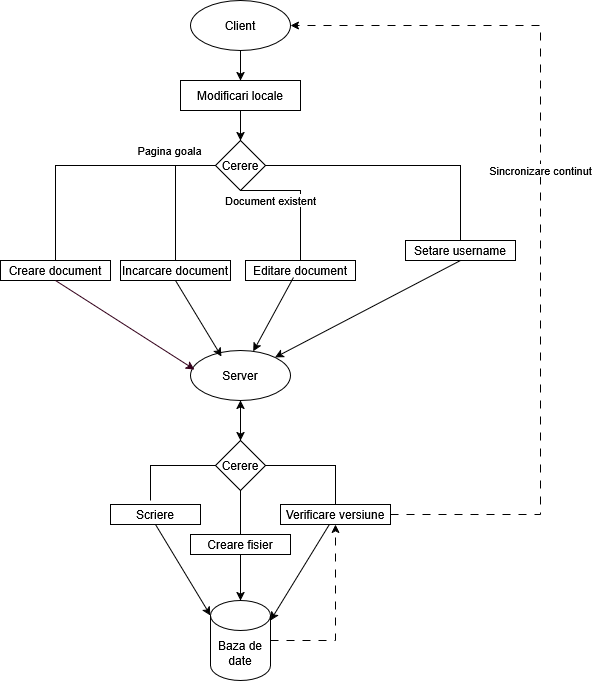 Client
Modificari locale
Pagina goala
Cerere
Sincronizare continut
Document existent
Setare username
Creare document
Incarcare document
Editare document
Server
Cerere
Scriere
Verificare versiune
Creare fisier
Baza de
date